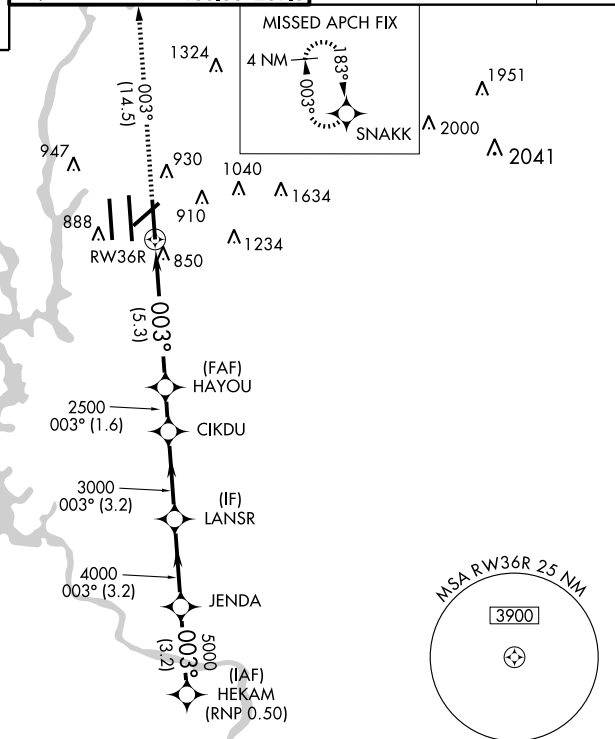 MISSED APCH FIX
4 NM
183°
003°
SNAKK
1324
1951
2000
2041
003°
(14.5)
947
930
1040
1634
910
888
1234
RW36R
850
003°
(5.3)
(FAF)
HAYOU
2500
003° (1.6)
CIKDU
3000
003° (3.2)
(IF)
LANSR
4000
003° (3.2)
JENDA
5000
003°
(3.2)
(IAF)
HEKAM
(RNP 0.50)
MSA RW36R 25 NM
3900